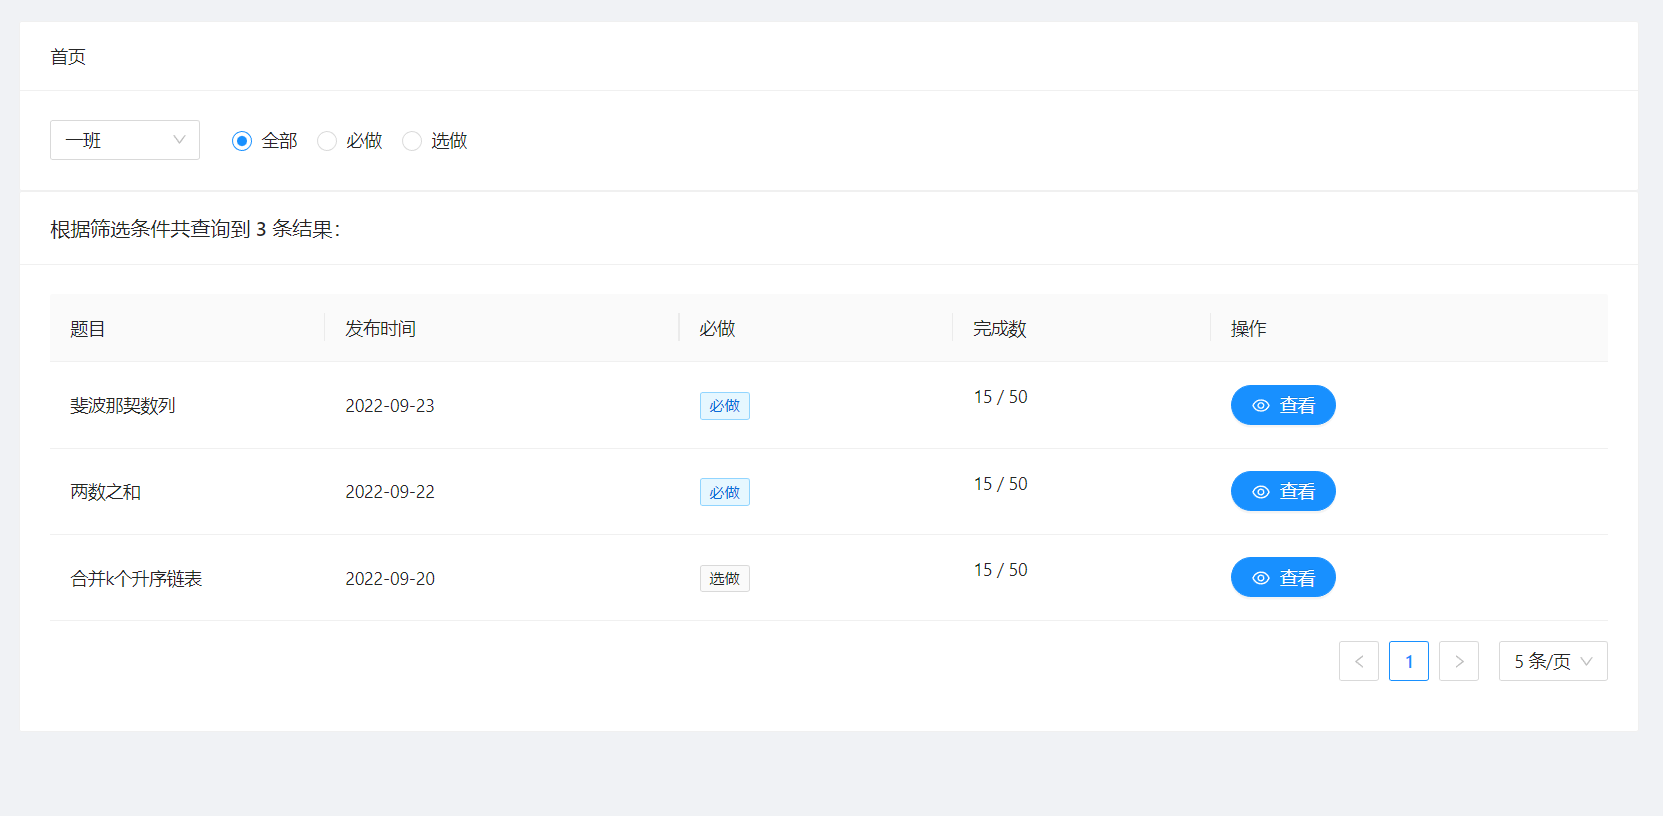 首页
一班 全部 必做 选做
根据筛选条件共查询到 3 条结果：
题目 发布时间 必做 完成数 操作
斐波那契数列 2022-09-23 必做 15 / 50 查看
两数之和 2022-09-22 必做 15 / 50 查看
合并k个升序链表 2022-09-20 选做 15 / 50 查看
< 1 > 5 条/页